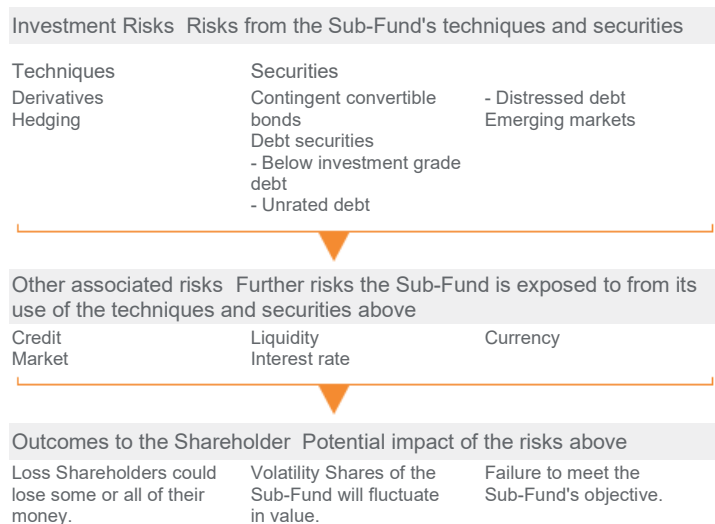 Investment Risks Risks from the Sub-Fund's techniques and securities
Techniques
Derivatives
Hedging
Securities
Contingent convertible
bonds
Debt securities
- Below investment grade
debt
- Unrated debt
- Distressed debt
Emerging markets
Other associated risks Further risks the Sub-Fund is exposed to from its
use of the techniques and securities above
Credit
Market
Liquidity
Interest rate
Currency
Outcomes to the Shareholder Potential impact of the risks above
Loss Shareholders could
lose some or all of their
money.
Volatility Shares of the
Sub-Fund will fluctuate
in value.
Failure to meet the
Sub-Fund's objective.